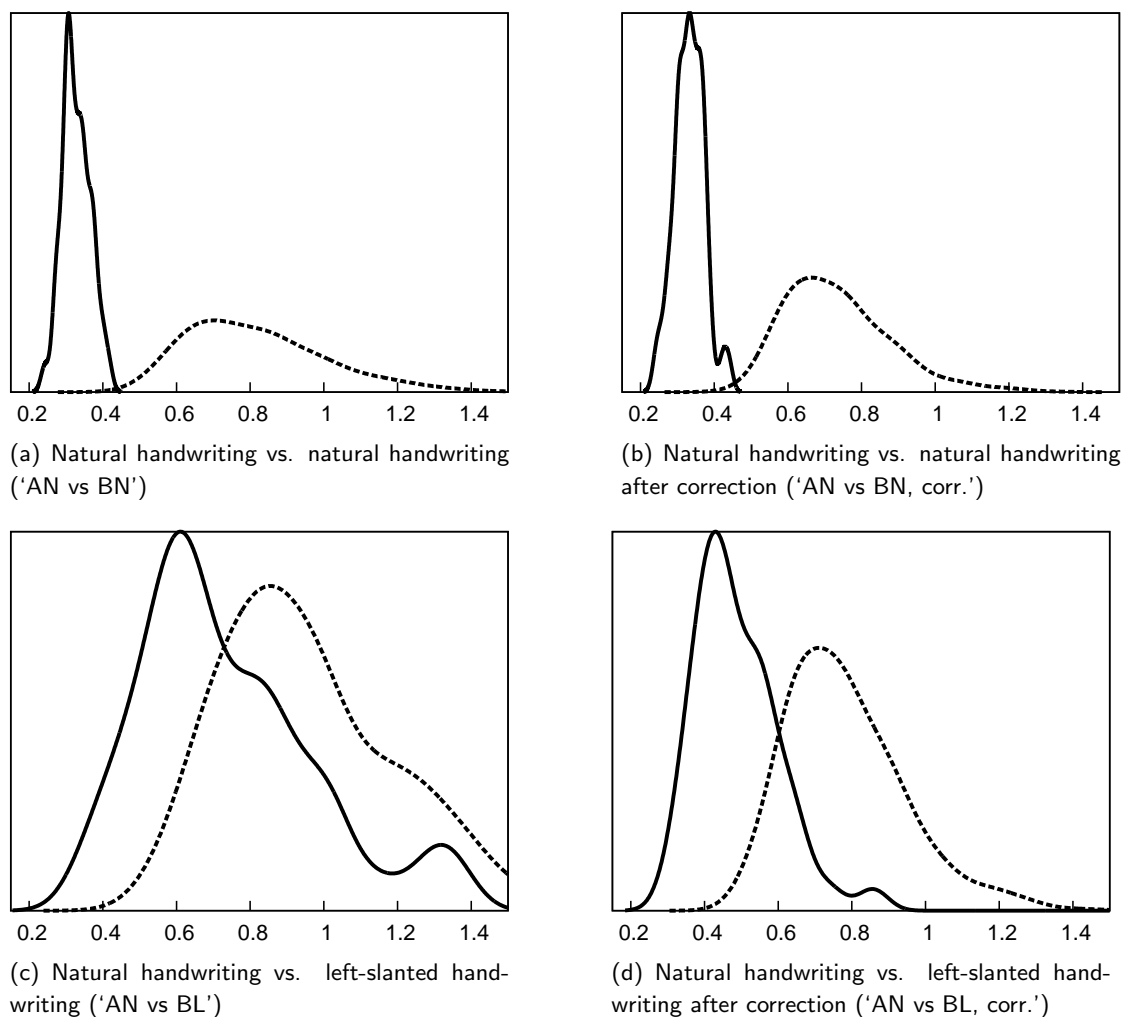 0.2 0.4 0.6 0.8 1 1.2 1.4
(a) Natural handwriting vs. natural handwriting
(‘AN vs BN’)
0.2 0.4 0.6 0.8 1 1.2 1.4
(b) Natural handwriting vs. natural handwriting
after correction (‘AN vs BN, corr.’)
0.2 0.4 0.6 0.8 1 1.2 1.4
(c) Natural handwriting vs. left-slanted hand-
writing (‘AN vs BL’)
0.2 0.4 0.6 0.8 1 1.2 1.4
(d) Natural handwriting vs. left-slanted hand-
writing after correction (‘AN vs BL, corr.’)